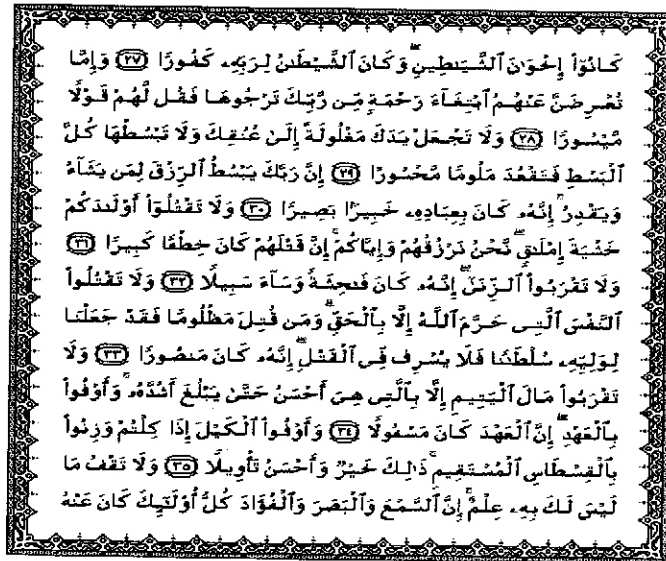 كَانُوٓا۟ إِخْوَٰنَ ٱلشَّيَـٰطِينِ ۖ وَكَانَ ٱلشَّيْطَـٰنُ لِرَبِّهِۦ كَفُورًا ٢٧ وَإِمَّا
تُعْرِضَنَّ عَنْهُمُ ٱبْتِغَآءَ رَحْمَةٍ مِّن رَّبِّكَ تَرْجُوهَا فَقُل لَّهُمْ قَوْلًا
مَّيْسُورًا ٢٨ وَلَا تَجْعَلْ يَدَكَ مَغْلُولَةً إِلَىٰ عُنُقِكَ وَلَا تَبْسُطْهَا كُلَّ
ٱلْبَسْطِ فَتَقْعُدَ مَلُومًا مَّحْسُورًا ٢٩ إِنَّ رَبَّكَ يَبْسُطُ ٱلرِّزْقَ لِمَن يَشَآءُ
وَيَقْدِرُ ۚ إِنَّهُۥ كَانَ بِعِبَادِهِۦ خَبِيرًۢا بَصِيرًا ٣٠ وَلَا تَقْتُلُوٓا۟ أَوْلَـٰدَكُمْ
خَشْيَةَ إِمْلَـٰقٍ ۖ نَّحْنُ نَرْزُقُهُمْ وَإِيَّاكُمْ ۚ إِنَّ قَتْلَهُمْ كَانَ خِطْـًٔا كَبِيرًا ٣١
وَلَا تَقْرَبُوا۟ ٱلزِّنَىٰٓ ۖ إِنَّهُۥ كَانَ فَـٰحِشَةً وَسَآءَ سَبِيلًا ٣٢ وَلَا تَقْتُلُوا۟
ٱلنَّفْسَ ٱلَّتِى حَرَّمَ ٱللَّهُ إِلَّا بِٱلْحَقِّ ۗ وَمَن قُتِلَ مَظْلُومًا فَقَدْ جَعَلْنَا
لِوَلِيِّهِۦ سُلْطَـٰنًا فَلَا يُسْرِف فِّى ٱلْقَتْلِ ۖ إِنَّهُۥ كَانَ مَنصُورًا ٣٣ وَلَا
تَقْرَبُوا۟ مَالَ ٱلْيَتِيمِ إِلَّا بِٱلَّتِى هِىَ أَحْسَنُ حَتَّىٰ يَبْلُغَ أَشُدَّهُۥ ۚ وَأَوْفُوا۟
بِٱلْعَهْدِ ۖ إِنَّ ٱلْعَهْدَ كَانَ مَسْـُٔولًا ٣٤ وَأَوْفُوا۟ ٱلْكَيْلَ إِذَا كِلْتُمْ وَزِنُوا۟
بِٱلْقِسْطَاسِ ٱلْمُسْتَقِيمِ ۚ ذَٰلِكَ خَيْرٌ وَأَحْسَنُ تَأْوِيلًا ٣٥ وَلَا تَقْفُ مَا
لَيْسَ لَكَ بِهِۦ عِلْمٌ ۚ إِنَّ ٱلسَّمْعَ وَٱلْبَصَرَ وَٱلْفُؤَادَ كُلُّ أُو۟لَـٰٓئِكَ كَانَ عَنْهُ